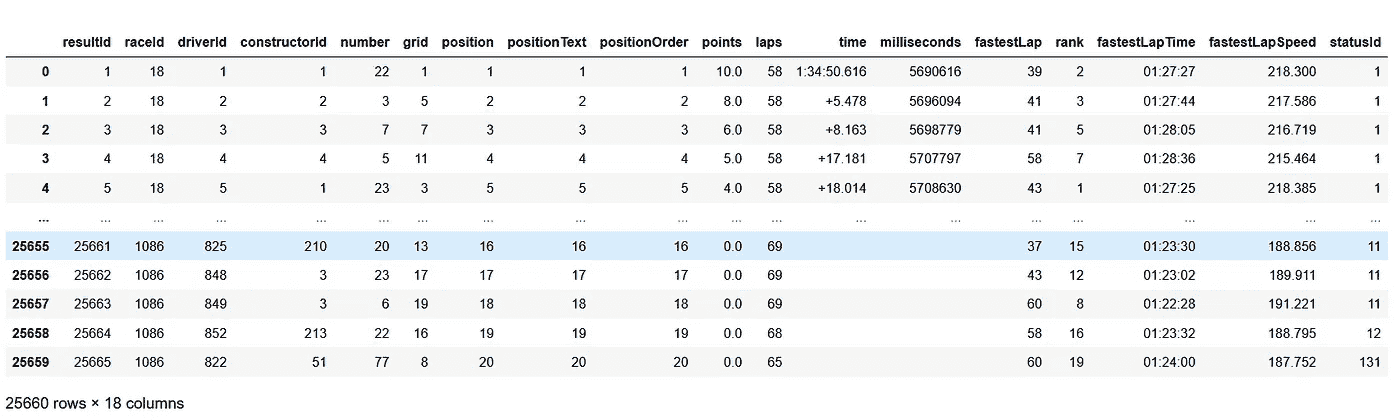 resultId raceId driverId constructorId number grid position positionText positionOrder points laps time milliseconds fastestLap rank fastestLapTime fastestLapSpeed statusId
0 1 18 1 1 22 1 1 1 1 10.0 58 1:34:50.616 5690616 39 2 01:27:27 218.300 1
1 2 18 2 2 3 5 2 2 2 8.0 58 +5.478 5696094 41 3 01:27:44 217.586 1
2 3 18 3 3 7 7 3 3 3 6.0 58 +8.163 5698779 41 5 01:28:05 216.719 1
3 4 18 4 4 5 11 4 4 4 5.0 58 +17.181 5707797 58 7 01:28:36 215.464 1
4 5 18 5 1 23 3 5 5 5 4.0 58 +18.014 5708630 43 1 01:27:25 218.385 1
... ... ... ... ... ... ... ... ... ... ... ... ... ... ... ... ... ... ...
25655 25661 1086 825 210 20 13 16 16 16 0.0 69 37 15 01:23:30 188.856 11
25656 25662 1086 848 3 23 17 17 17 17 0.0 69 43 12 01:23:02 189.911 11
25657 25663 1086 849 3 6 19 18 18 18 0.0 69 60 8 01:22:28 191.221 11
25658 25664 1086 852 213 22 16 19 19 19 0.0 68 58 16 01:23:32 188.795 12
25659 25665 1086 822 51 77 8 20 20 20 0.0 65 60 19 01:24:00 187.752 131
25660 rows × 18 columns